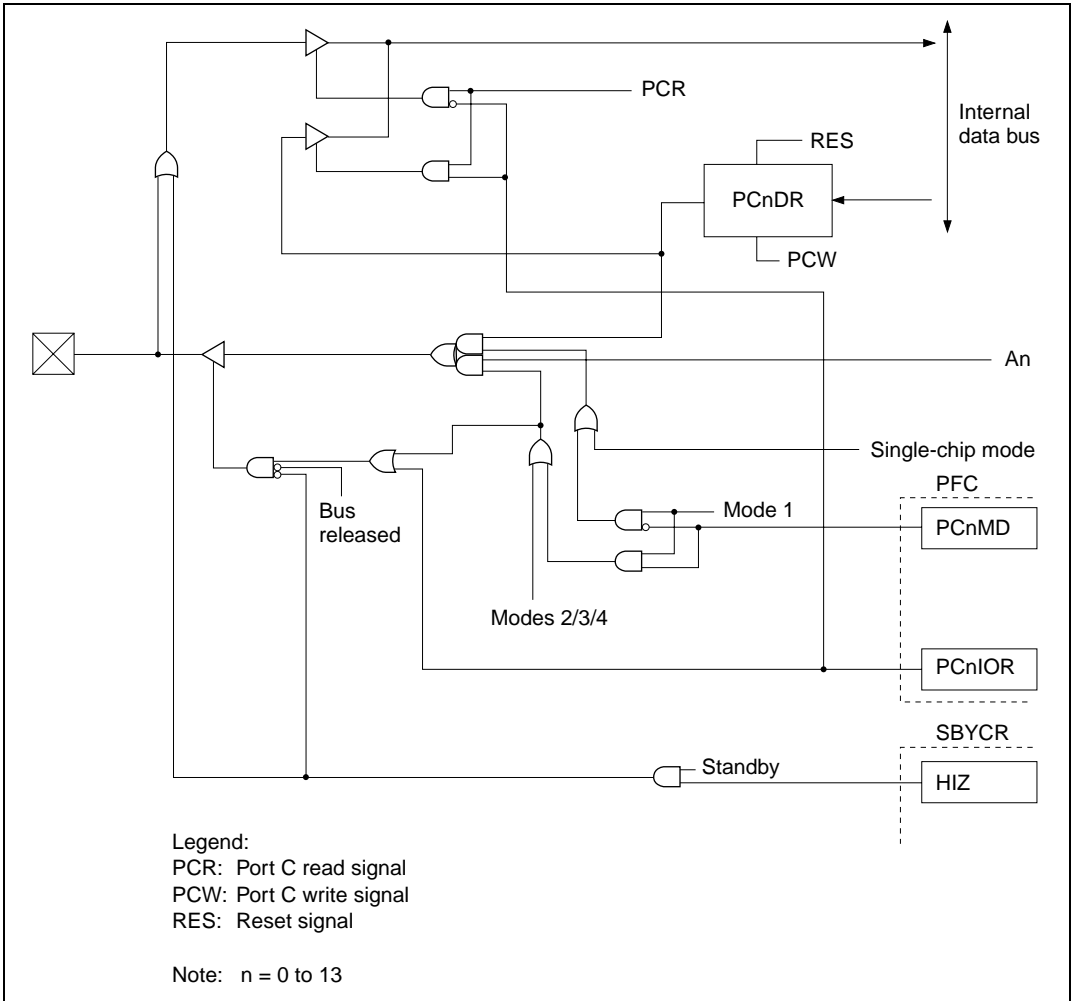 PCR
Internal
data bus
RES
PCnDR
PCW
An
Single-chip mode
PFC
Bus
released
Mode 1
PCnMD
Modes 2/3/4
PCnIOR
SBYCR
Standby
HIZ
Legend:
PCR: Port C read signal
PCW: Port C write signal
RES: Reset signal
Note: n = 0 to 13